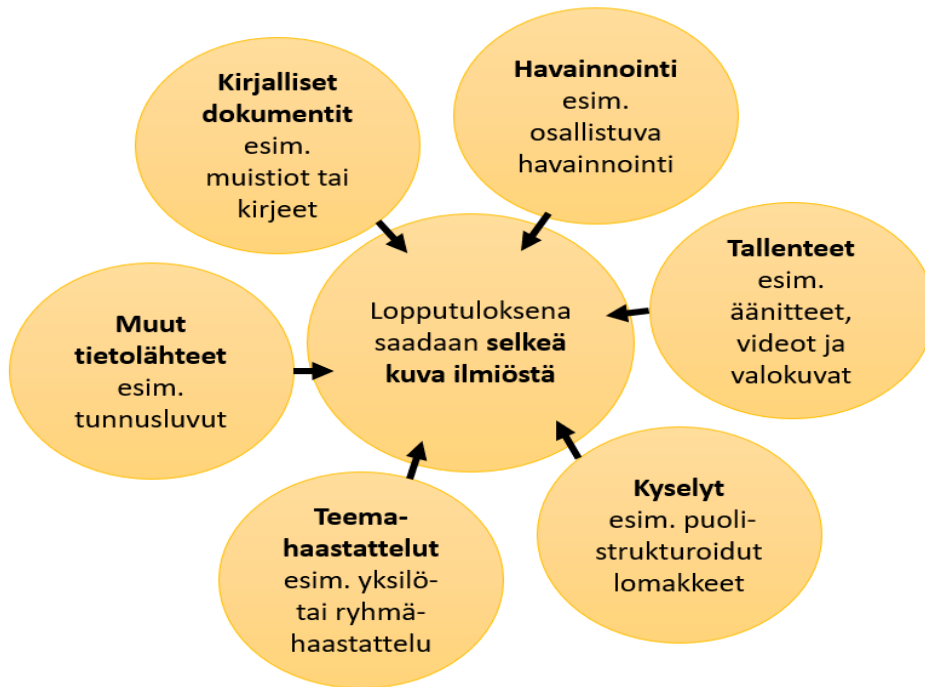 Kirjalliset
dokumentit
esim.
muistiot tai
kirjeet
Havainnointi
esim.
osallistuva
havainnointi
Tallenteet
esim.
äänitteet,
videot ja
valokuvat
Lopputuloksena
saadaan selkeä
kuva ilmiöstä
Muut
tietolähteet
esim.
tunnusluvut
Teema-
haastattelut
esim. yksilö-
tai ryhmä-
haastattelu
Kyselyt
esim. puoli-
strukturoidut
lomakkeet